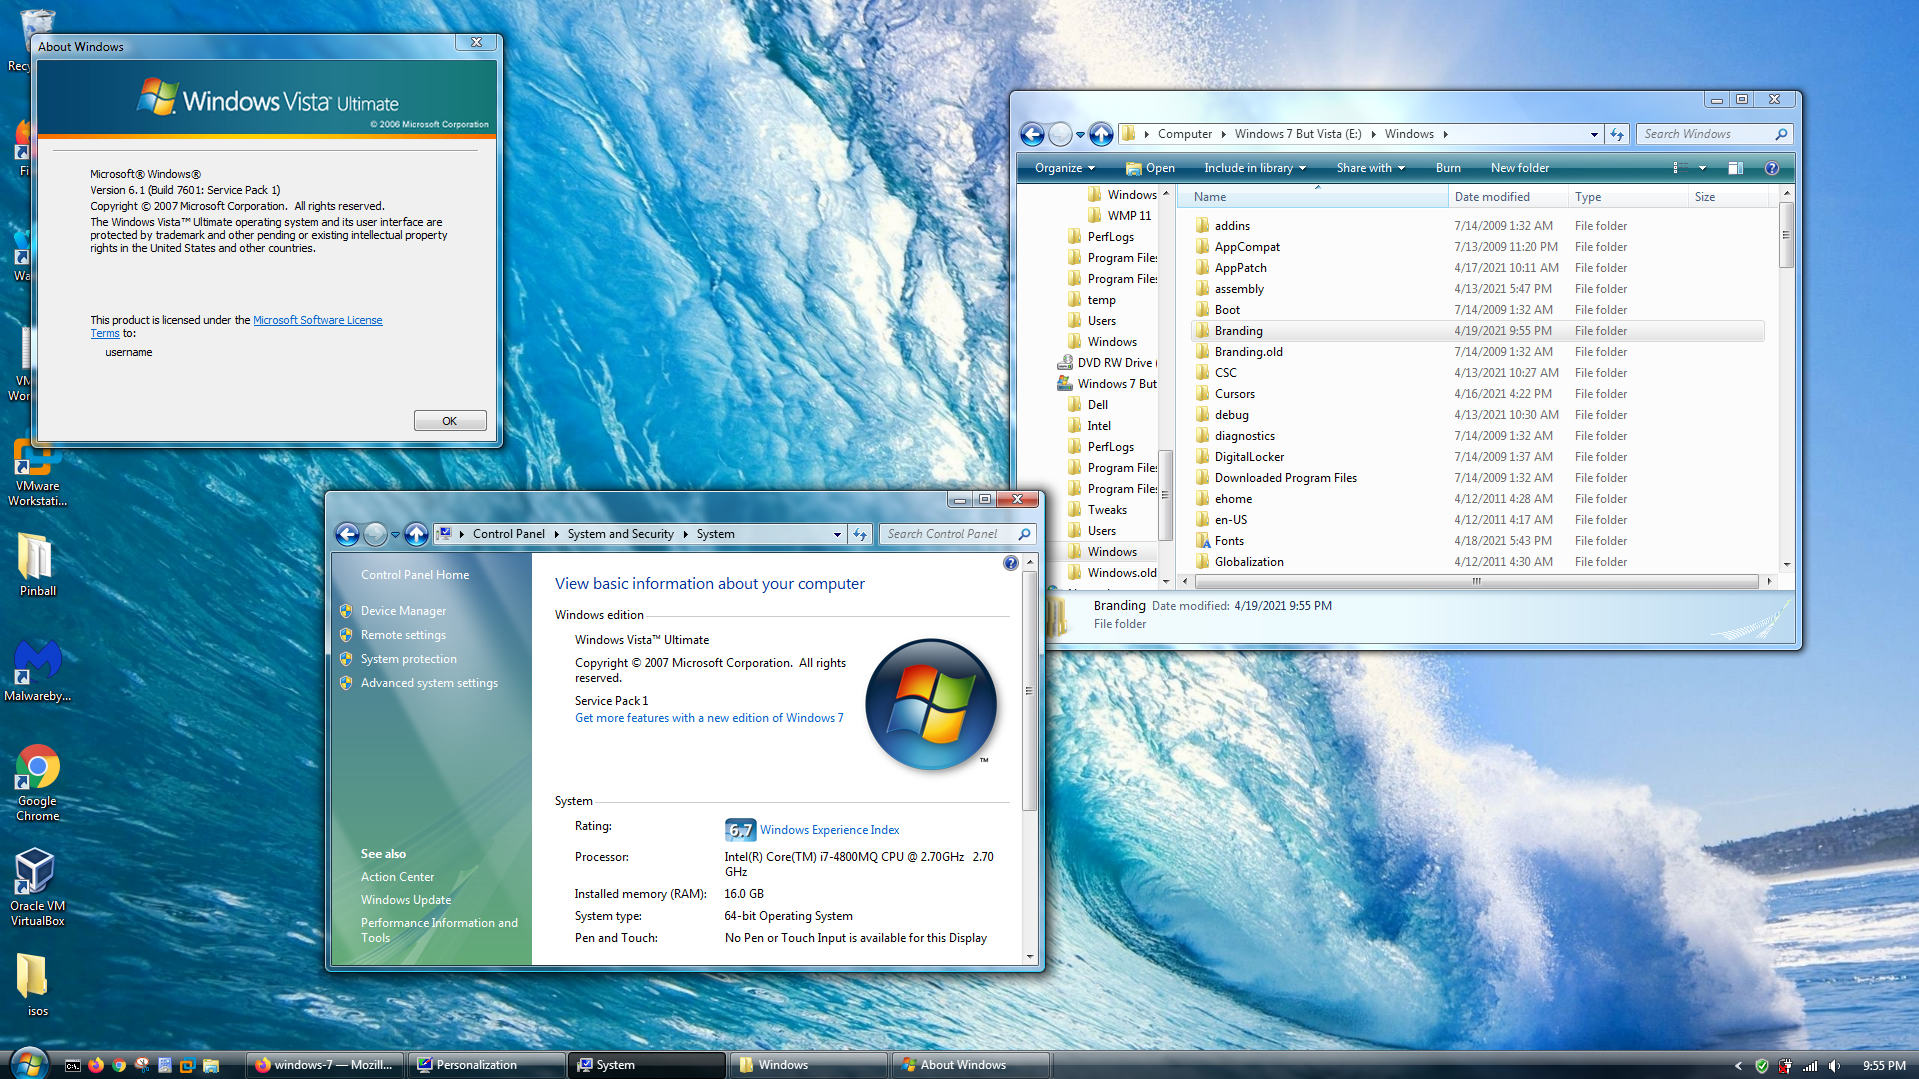 Recy
Fi
Wa
VM
Wor
VMware
Workstati...
Pinball
Malwareby...
Google
Chrome
Oracle VM
VirtualBox
isos
About Windows
Windows Vista™ Ultimate
© 2006 Microsoft Corporation
Microsoft® Windows®
Version 6.1 (Build 7601: Service Pack 1)
Copyright © 2007 Microsoft Corporation.  All rights reserved.
The Windows Vista™ Ultimate operating system and its user interface are
protected by trademark and other pending or existing intellectual property
rights in the United States and other countries.
This product is licensed under the Microsoft Software License
Terms to:
username
OK
Computer Windows 7 But Vista (E:) Windows
Search Windows
Organize Open Include in library Share with Burn New folder
Windows
WMP 11
PerfLogs
Program Files
Program Files
temp
Users
Windows
DVD RW Drive (
Windows 7 But
Dell
Intel
PerfLogs
Program Files
Program Files
Tweaks
Users
Windows
Windows.old
Name Date modified Type Size
addins 7/14/2009 1:32 AM File folder
AppCompat 7/13/2009 11:20 PM File folder
AppPatch 4/17/2021 10:11 AM File folder
assembly 4/13/2021 5:47 PM File folder
Boot 7/14/2009 1:32 AM File folder
Branding 4/19/2021 9:55 PM File folder
Branding.old 7/14/2009 1:32 AM File folder
CSC 4/13/2021 10:27 AM File folder
Cursors 4/16/2021 4:22 PM File folder
debug 4/13/2021 10:30 AM File folder
diagnostics 7/14/2009 1:32 AM File folder
DigitalLocker 7/14/2009 1:37 AM File folder
Downloaded Program Files 7/14/2009 1:32 AM File folder
ehome 4/12/2011 4:28 AM File folder
en-US 4/12/2011 4:17 AM File folder
Fonts 4/18/2021 5:43 PM File folder
Globalization 4/12/2011 4:30 AM File folder
Branding Date modified: 4/19/2021 9:55 PM
File folder
Control Panel System and Security System
Search Control Panel
Control Panel Home
Device Manager
Remote settings
System protection
Advanced system settings
See also
Action Center
Windows Update
Performance Information and
Tools
View basic information about your computer
Windows edition
Windows Vista™ Ultimate
Copyright © 2007 Microsoft Corporation.  All rights
reserved.
Service Pack 1
Get more features with a new edition of Windows 7
™
System
Rating: 6.7 Windows Experience Index
Processor: Intel(R) Core(TM) i7-4800MQ CPU @ 2.70GHz 2.70
GHz
Installed memory (RAM): 16.0 GB
System type: 64-bit Operating System
Pen and Touch: No Pen or Touch Input is available for this Display
windows-7 — Mozill... Personalization System Windows About Windows 9:55 PM